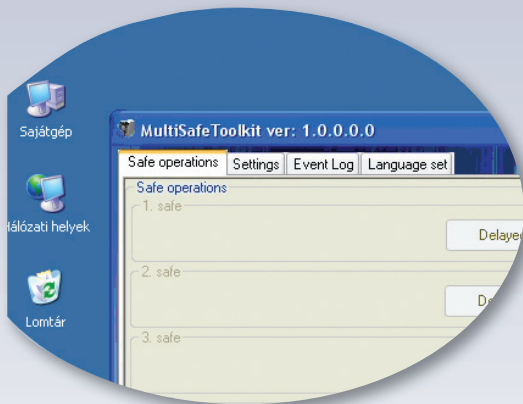 Sajátgép
Hálózati helyek
Lomtár
MultiSafeToolkit ver: 1.0.0.0.0
Safe operations Settings Event Log Language set
Safe operations
1. safe
2. safe
3. safe